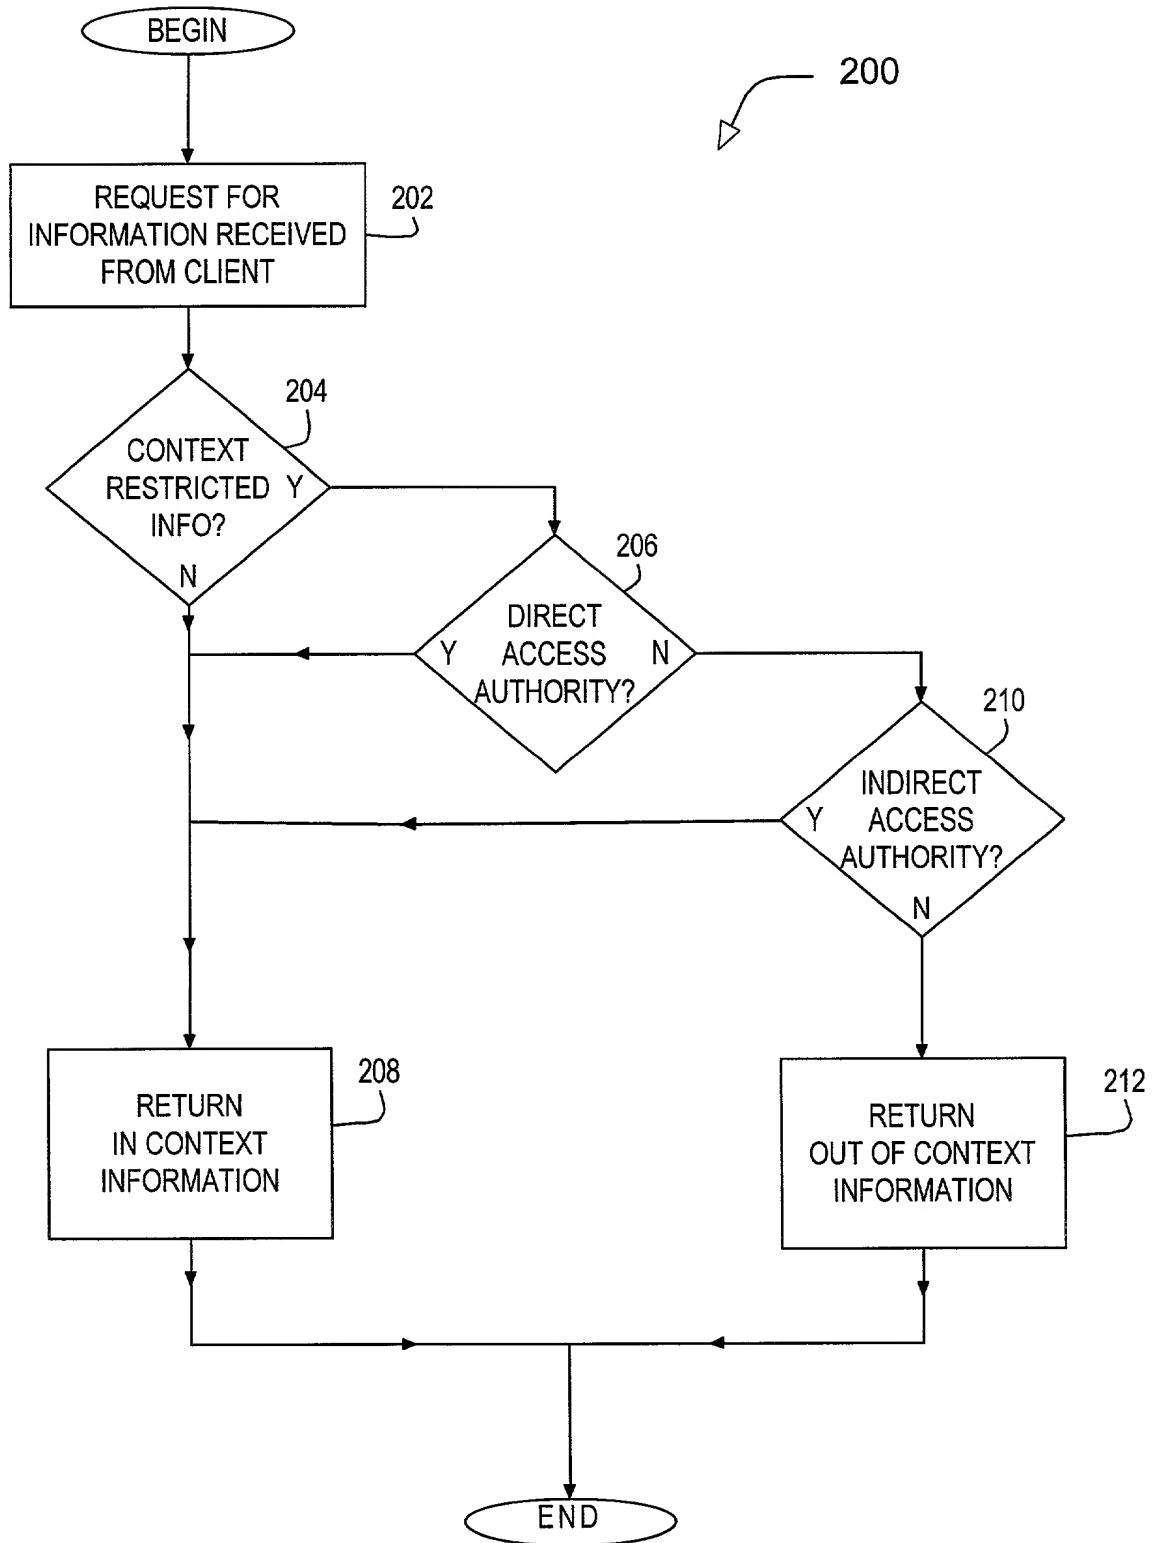 BEGIN
200
REQUEST FOR
INFORMATION RECEIVED
FROM CLIENT
202
204
CONTEXT
RESTRICTED Y
INFO?
N
206
DIRECT
Y ACCESS N
AUTHORITY?
210
INDIRECT
Y ACCESS
AUTHORITY?
N
208
RETURN
IN CONTEXT
INFORMATION
212
RETURN
OUT OF CONTEXT
INFORMATION
END